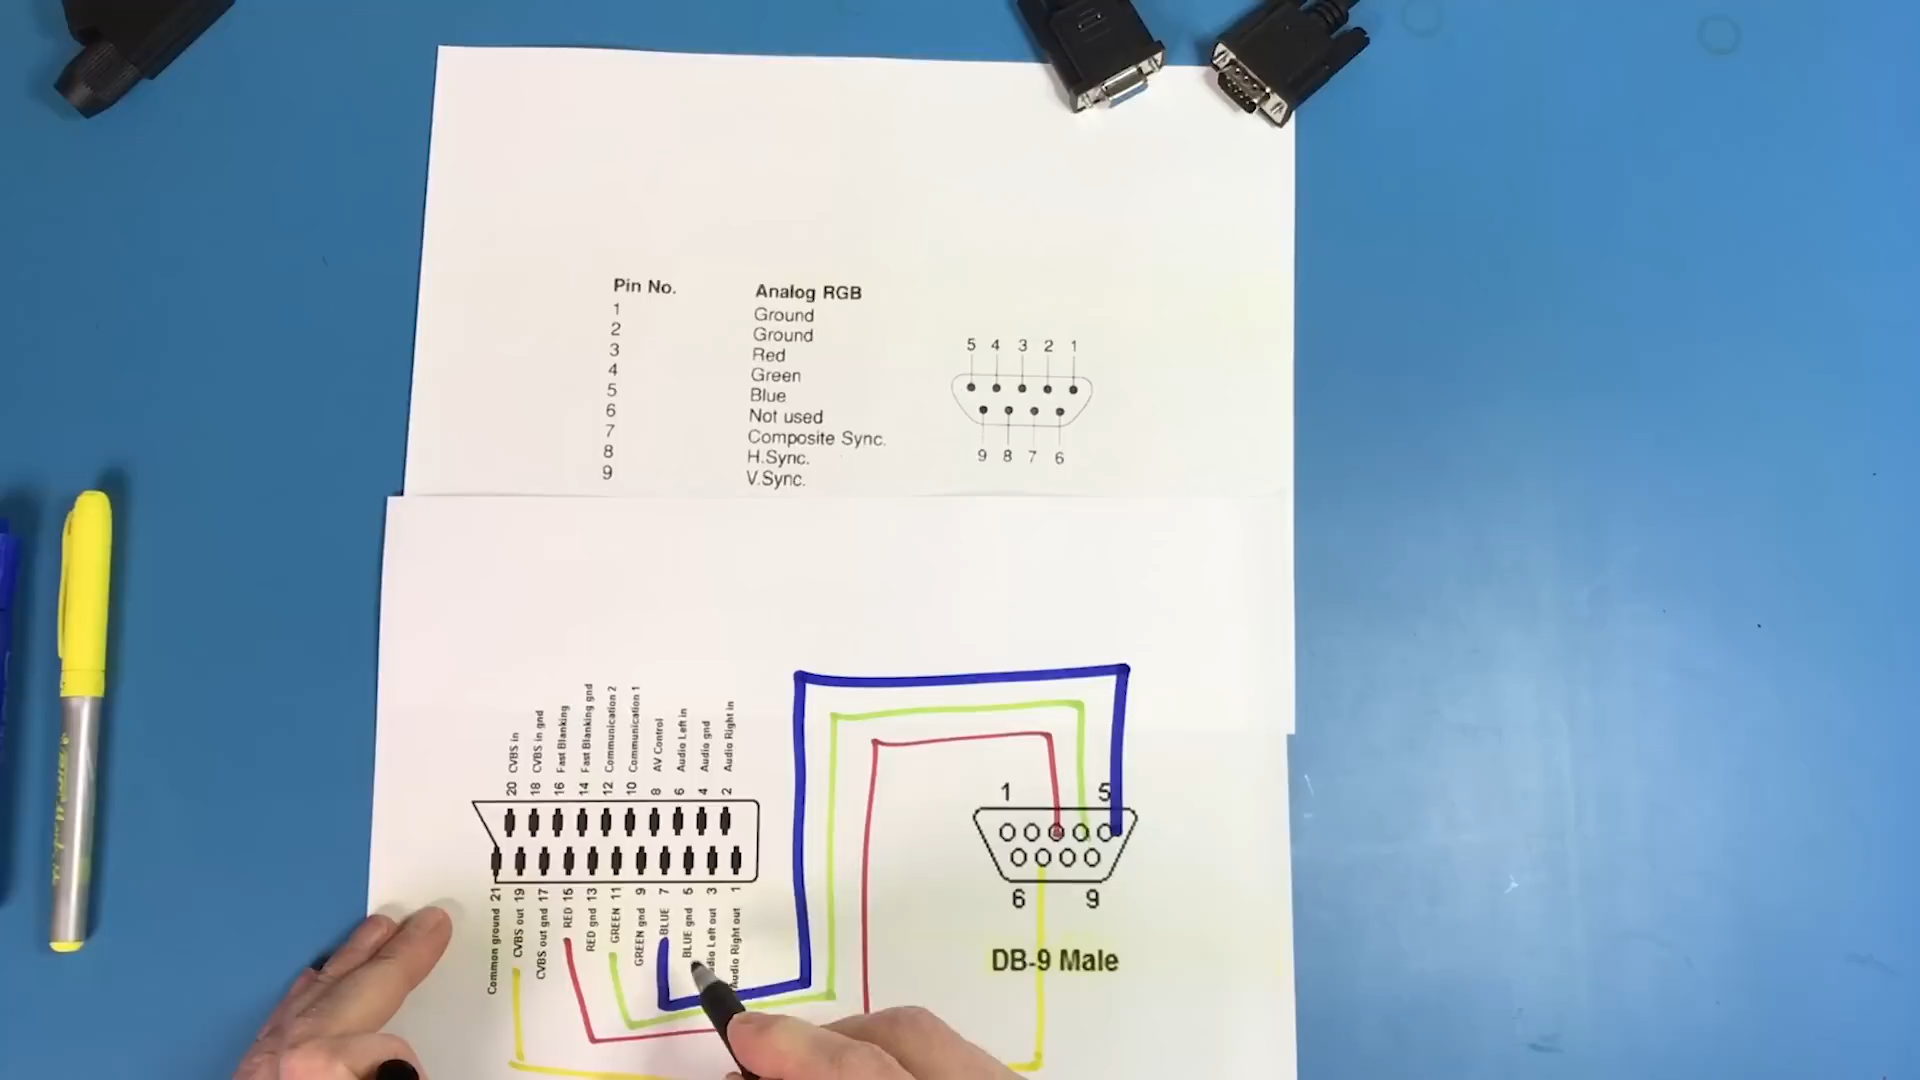 Pin No. Analog RGB
1 Ground
2 Ground
3 Red
4 Green
5 Blue
6 Not used
7 Composite Sync.
8 H.Sync.
9 V.Sync.
5 4 3 2 1
9 8 7 6
20 CVBS in
18 CVBS in gnd
16 Fast Blanking
14 Fast Blanking gnd
12 Communication 2
10 Communication 1
8 AV Control
6 Audio Left in
4 Audio gnd
2 Audio Right in
Common ground 21
CVBS out 19
CVBS out gnd 17
RED 15
RED gnd 13
GREEN 11
GREEN gnd 9
BLUE 7
BLUE gnd 5
Left out 3
Audio Right out 1
1 5
6 9
DB-9 Male